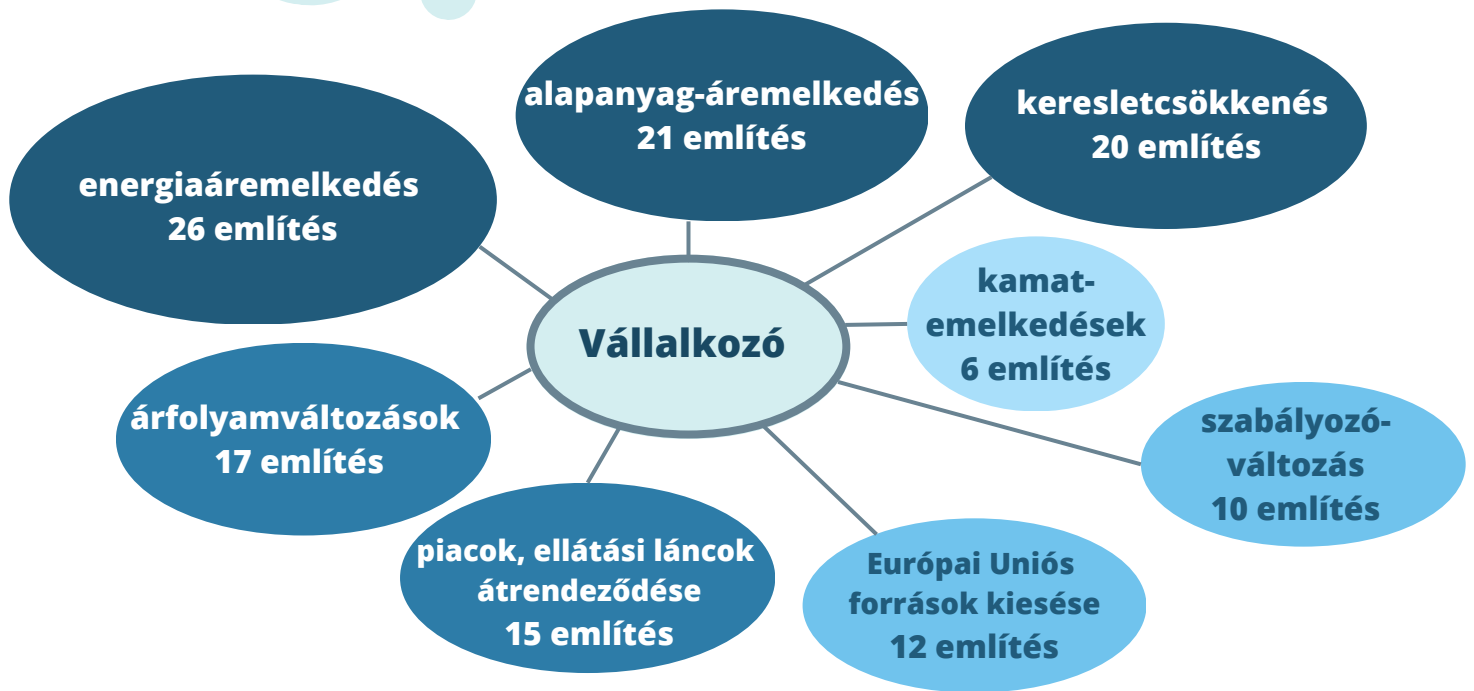 alapanyag-áremelkedés
21 említés
keresletcsökkenés
20 említés
energiaáremelkedés
26 említés
kamat-
emelkedések
6 említés
Vállalkozó
árfolyamváltozások
17 említés
szabályozó-
változás
10 említés
piacok, ellátási láncok
átrendeződése
15 említés
Európai Uniós
források kiesése
12 említés